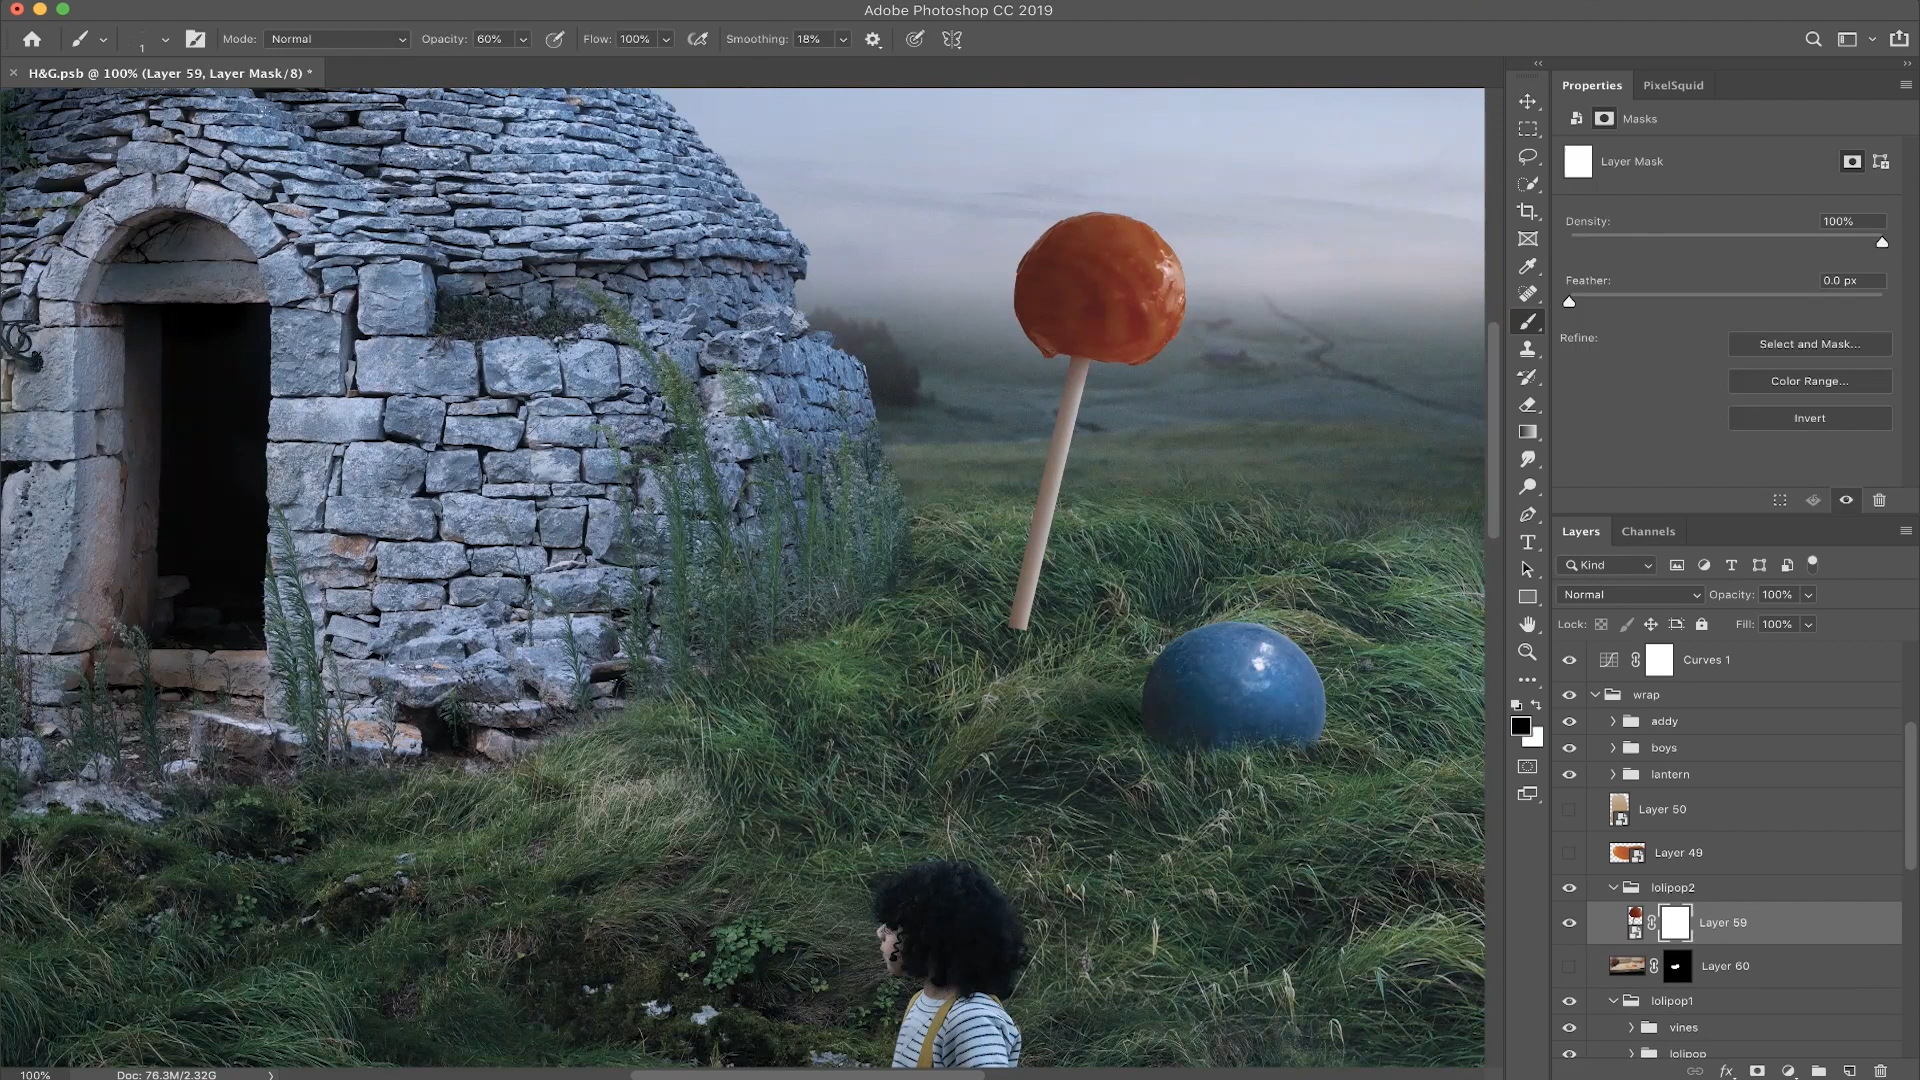 Adobe Photoshop CC 2019
1
Mode: Normal
Opacity: 60%
Flow: 100%
Smoothing: 18%
H&G.psb @ 100% (Layer 59, Layer Mask/8) *
Properties
PixelSquid
Masks
Layer Mask
Density: 100%
Feather: 0.0 px
Refine:
Select and Mask...
Color Range...
Invert
Layers
Channels
Kind
Normal
Opacity: 100%
Lock:
Fill: 100%
Curves 1
wrap
addy
boys
lantern
Layer 50
Layer 49
lolipop2
Layer 59
Layer 60
lolipop1
vines
lolipop
100%
Doc: 76.3M/2.32G